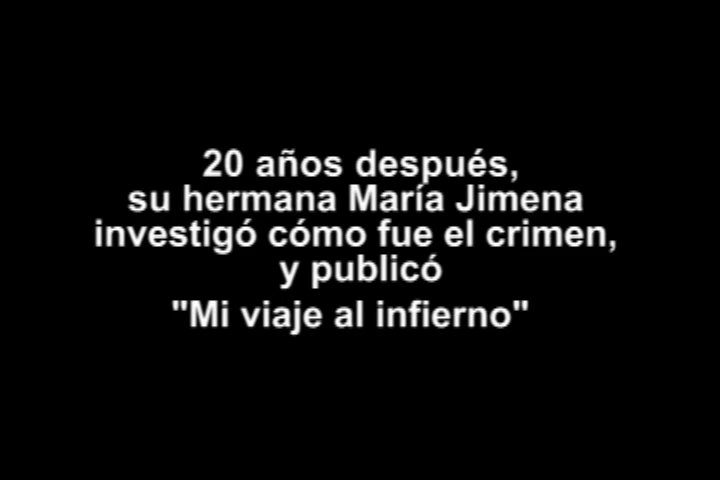 20 años después,
su hermana María Jimena
investigó cómo fue el crimen,
y publicó
"Mi viaje al infierno"